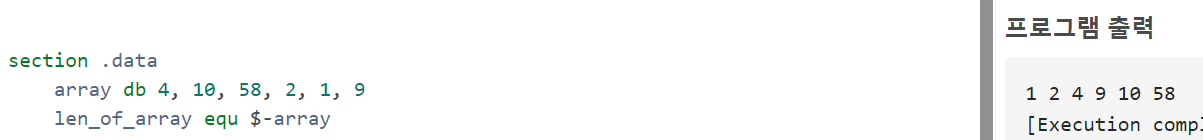 section .data
array db 4, 10, 58, 2, 1, 9
len_of_array equ $-array
프로그램 출력
1 2 4 9 10 58
[Execution